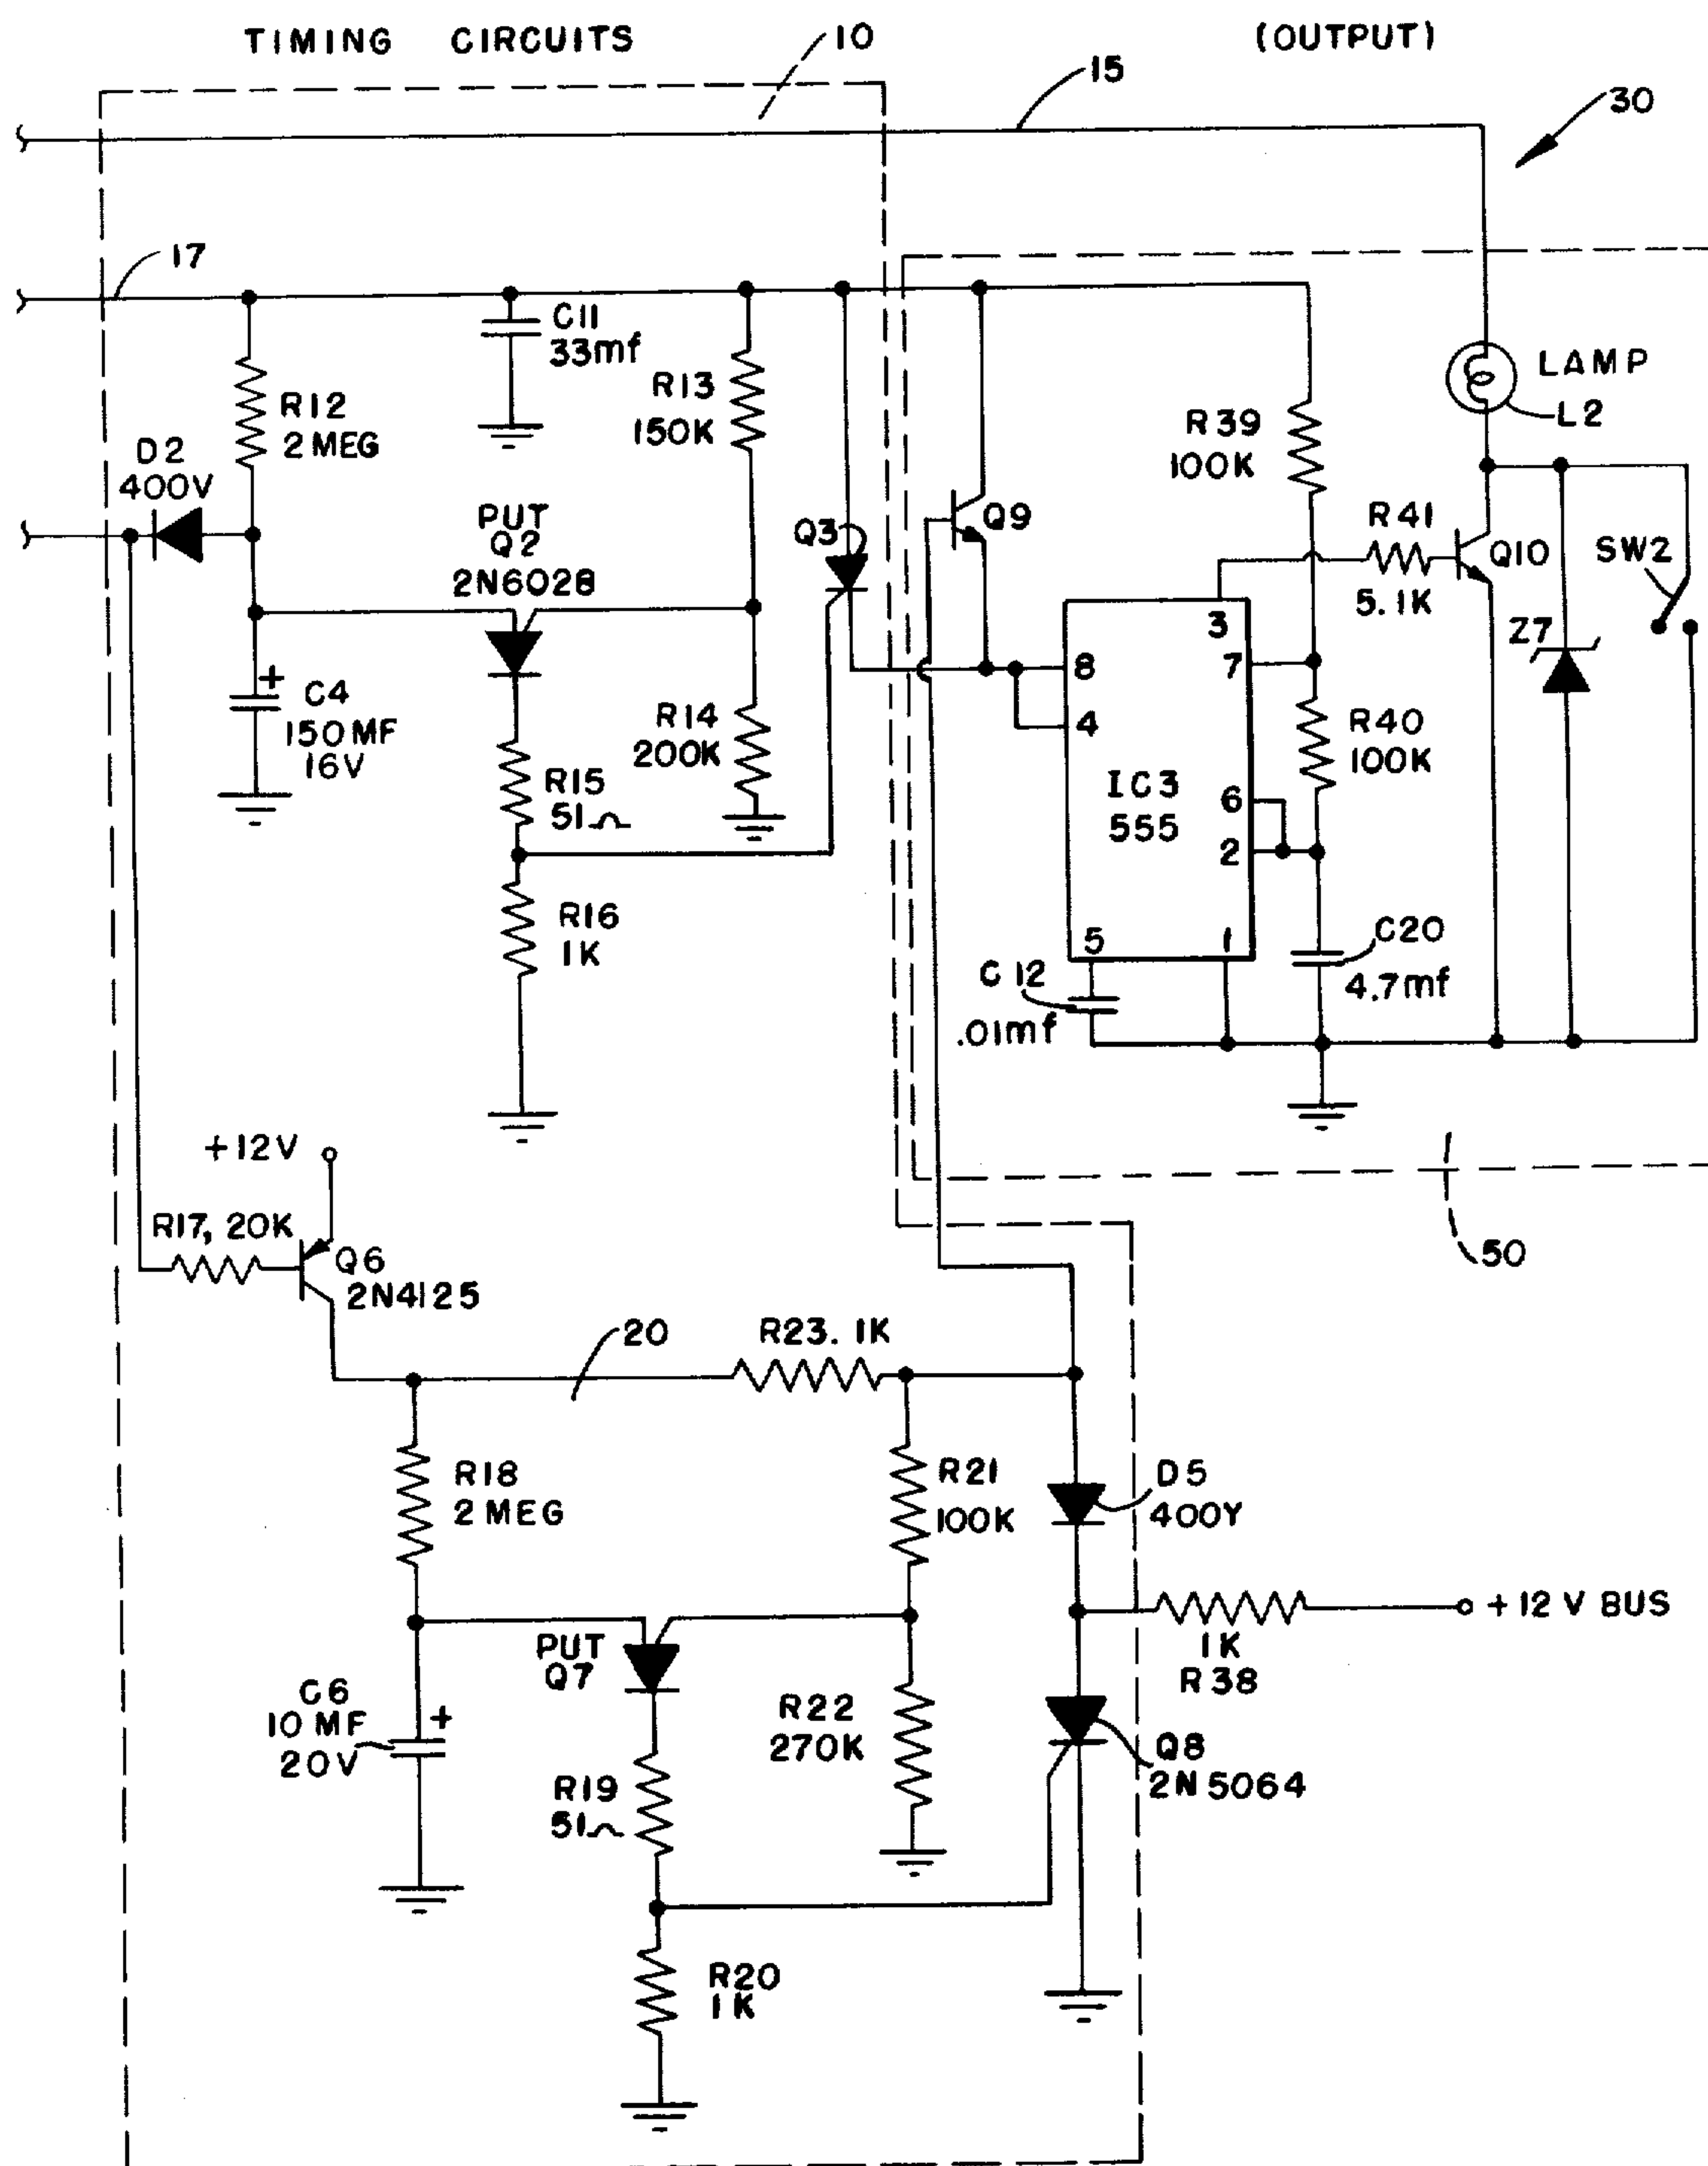 TIMING CIRCUITS
10
(OUTPUT)
15
30
17
C11
33mf
R12
2 MEG
R13
150K
LAMP
L2
D2
400V
R39
100K
PUT
Q2
2N6028
Q3
Q9
R41
5.1K
Q10
SW2
3
Z7
8
7
4
C4
150MF
16V
R14
200K
R40
100K
R15
51
IC3
555
6
2
R16
1K
5
1
C20
4.7mf
C12
.01mf
+12V
R17, 20K
Q6
2N4125
50
20
R23. 1K
R18
2 MEG
R21
100K
D5
400Y
+12 V BUS
1K
R38
PUT
Q7
C6
10 MF
20V
R22
270K
Q8
2N5064
R19
51
R20
1K